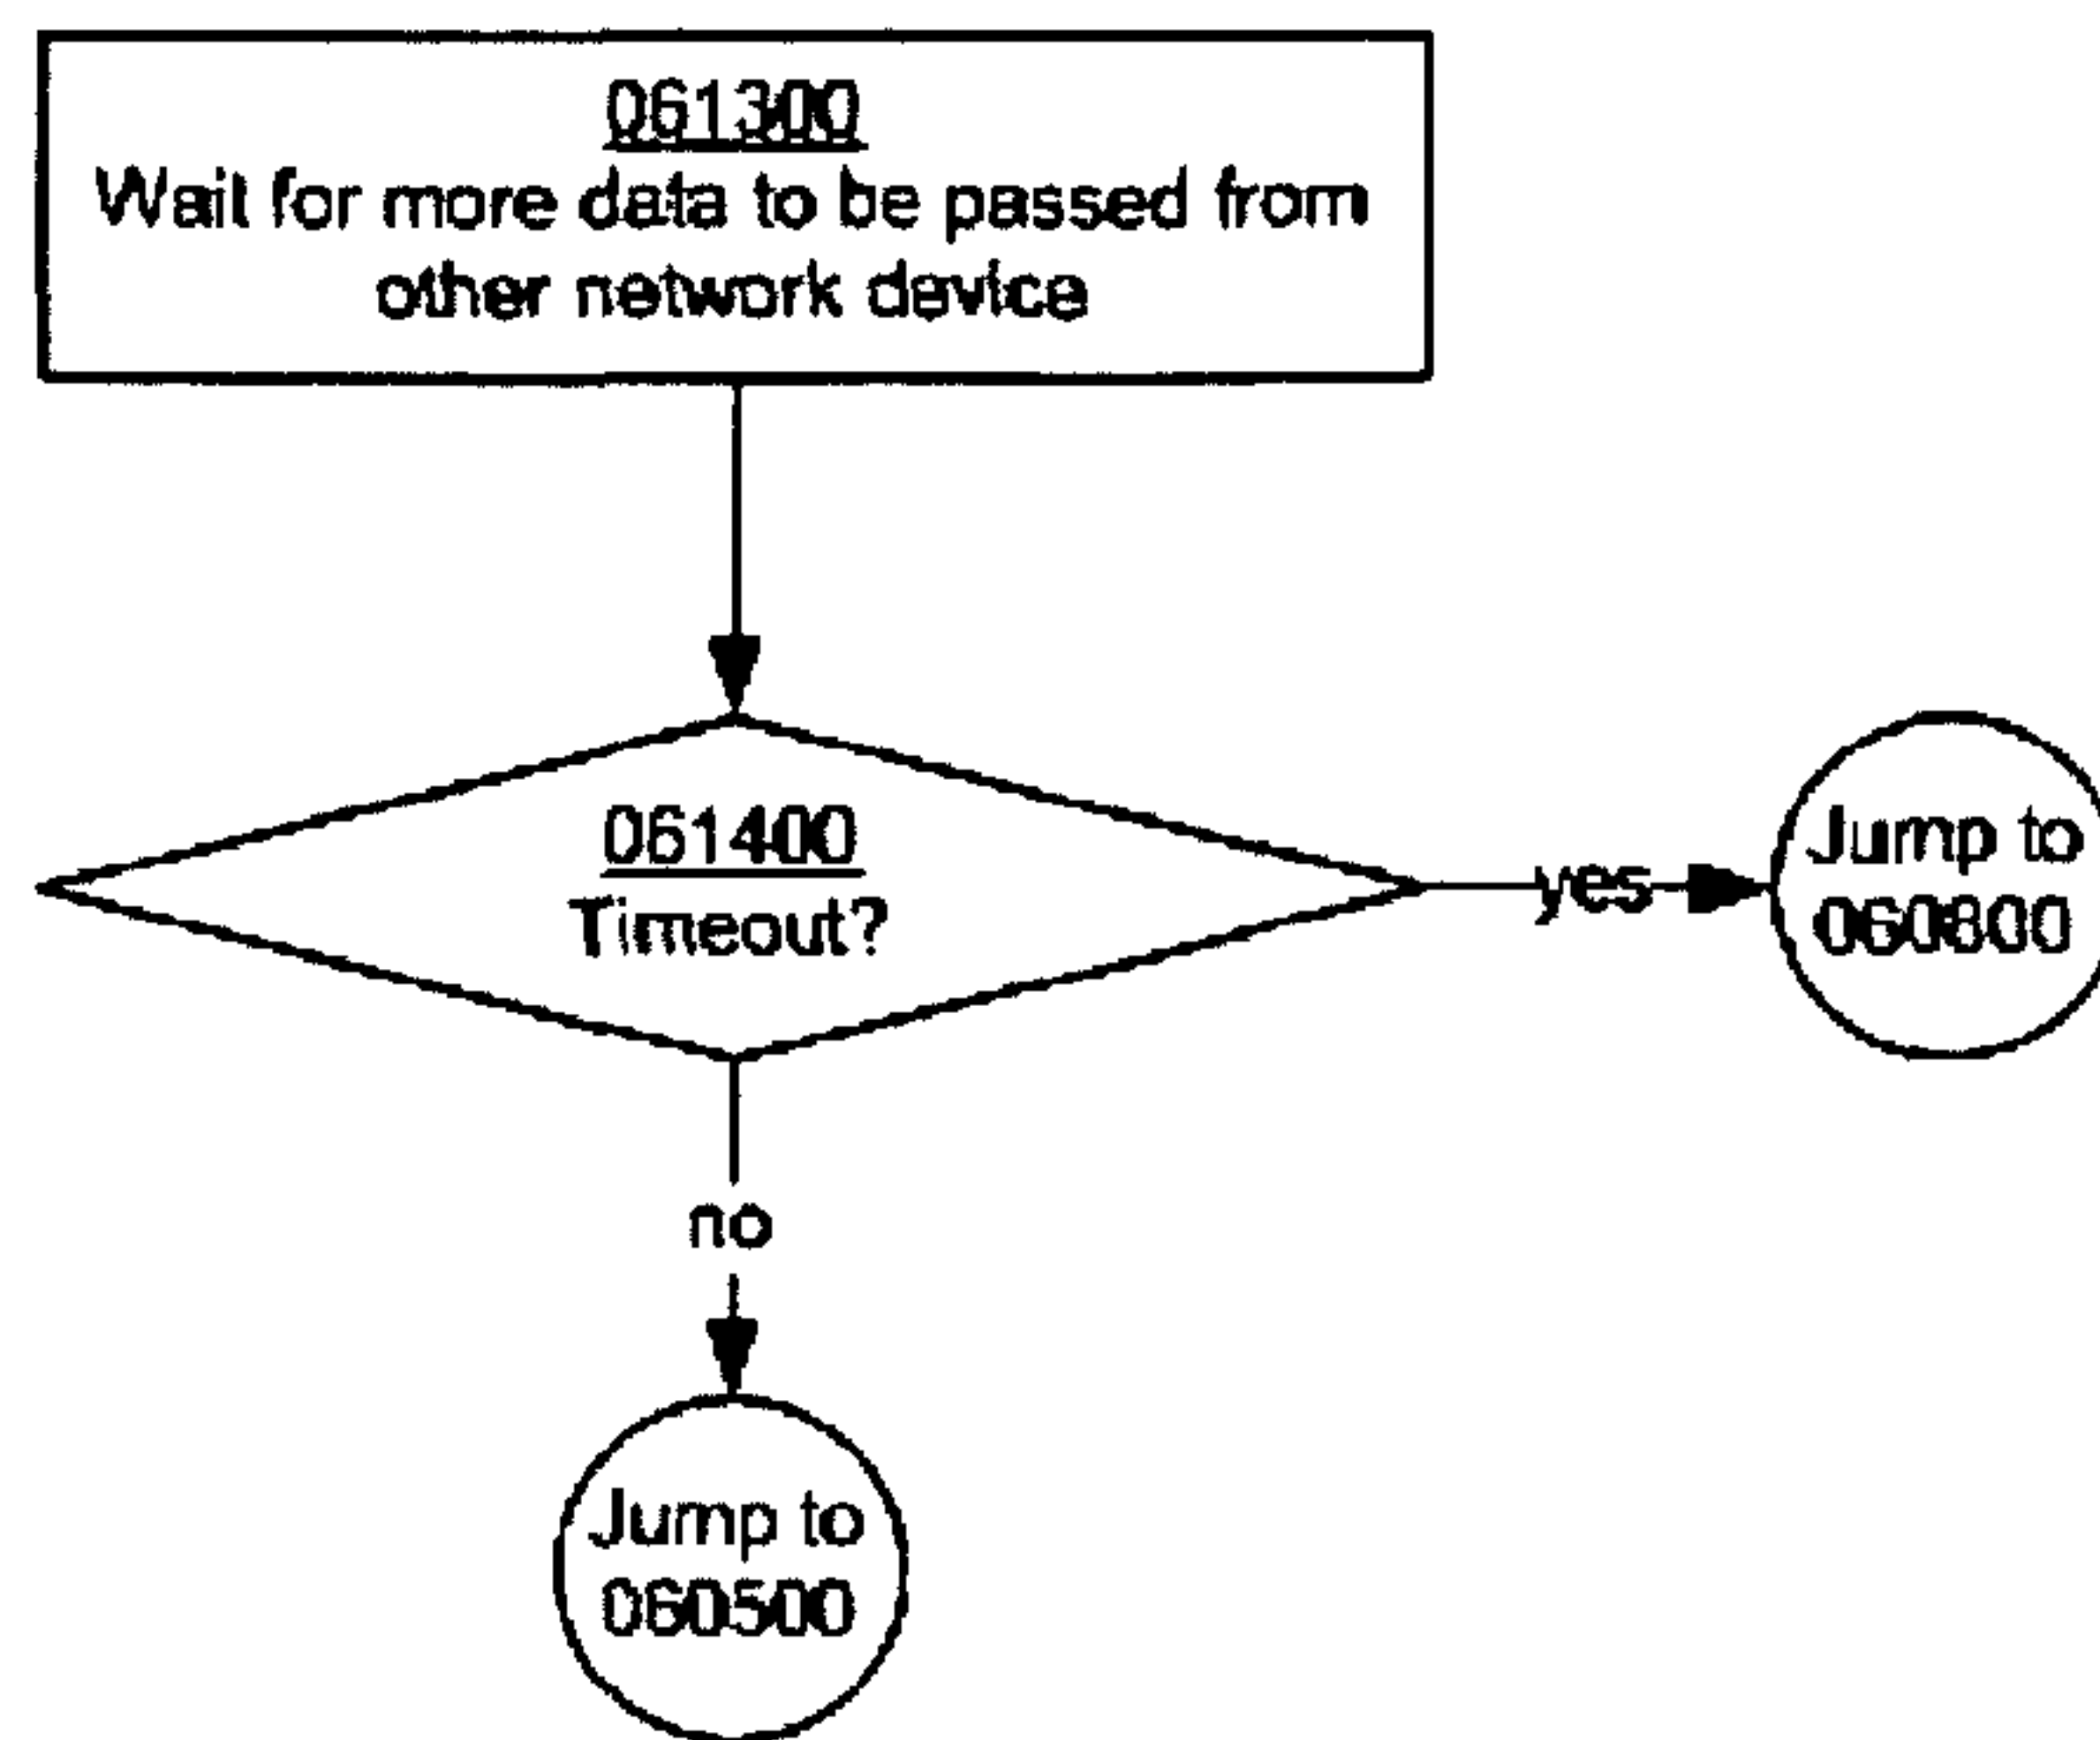 061300
Wait for more data to be passed from
other network device
061400
Timeout?
yes
Jump to
060800
no
Jump to
060500